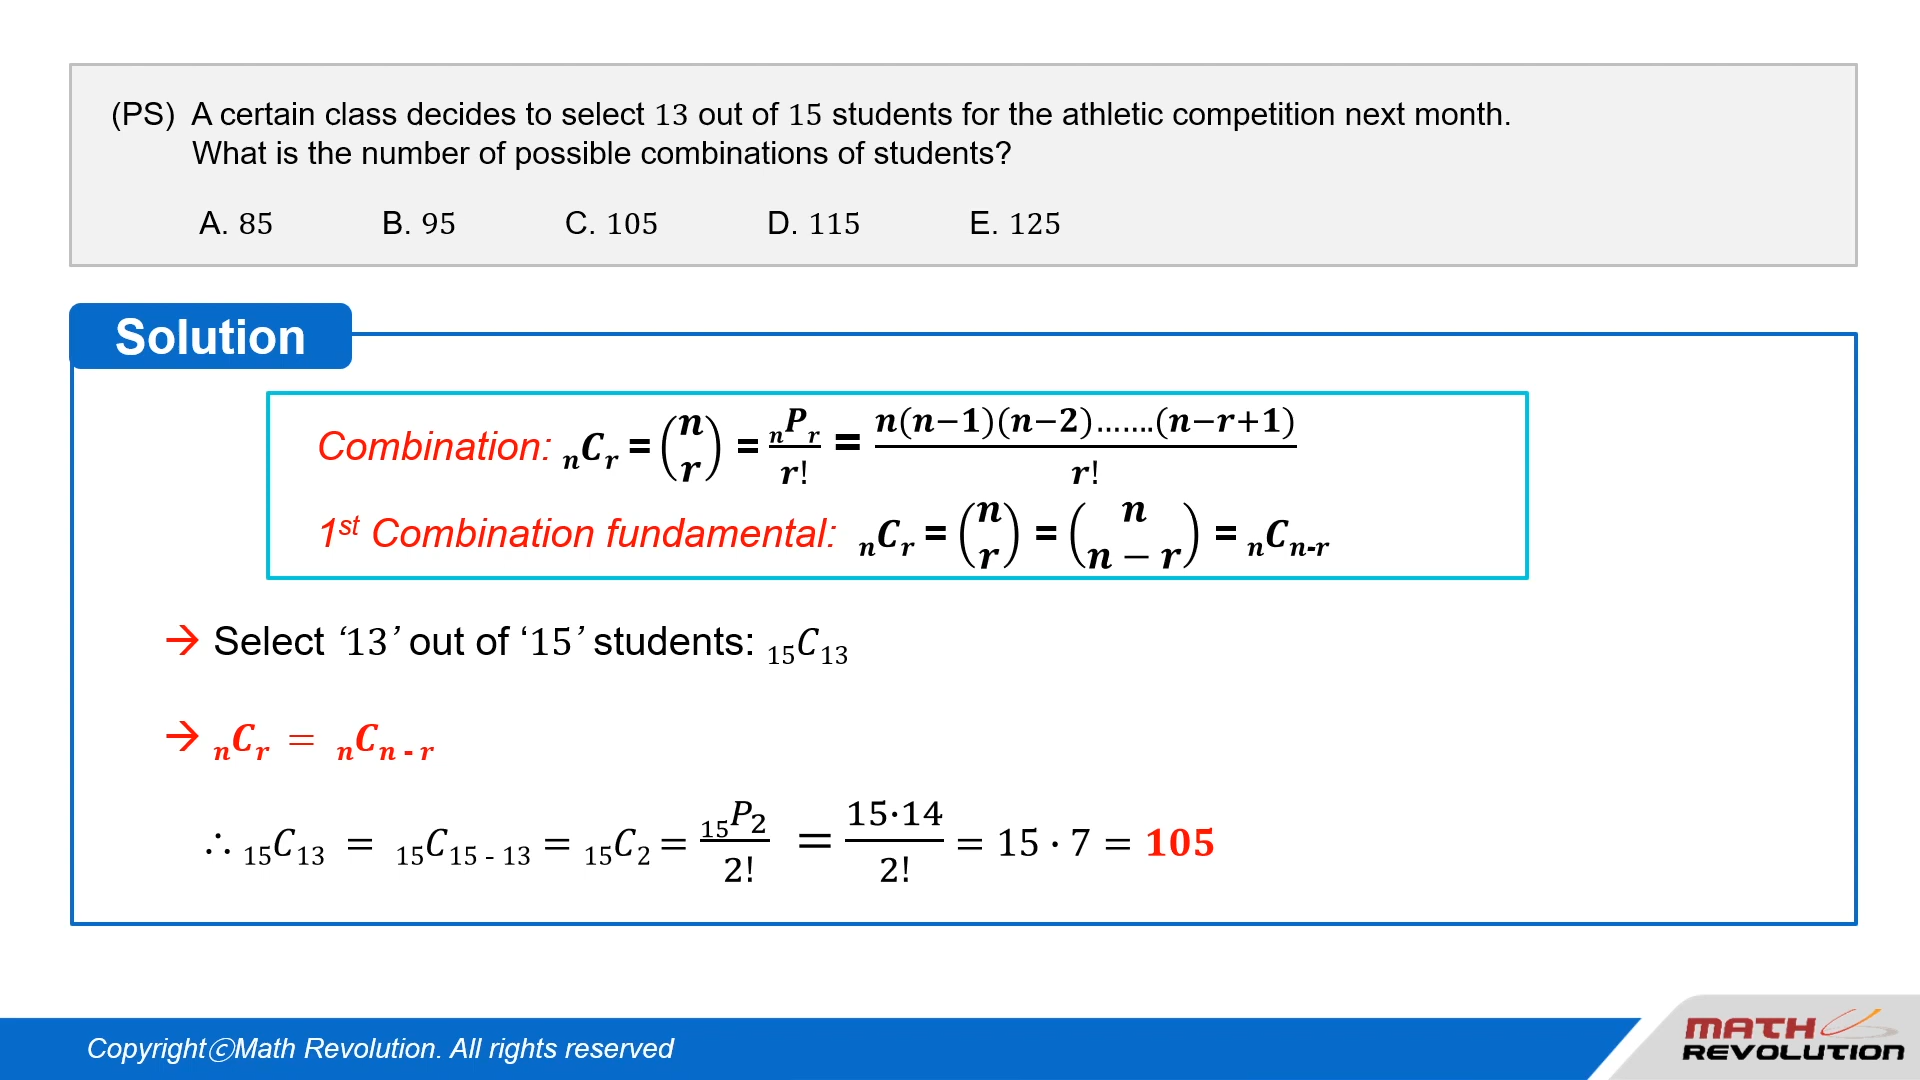 (PS) A certain class decides to select 13 out of 15 students for the athletic competition next month.
What is the number of possible combinations of students?
A. 85 B. 95 C. 105 D. 115 E. 125
Solution
Combination: ₙCᵣ = (n r) = ₙPᵣ/r! = n(n−1)(n−2).......(n−r+1)/r!
1st Combination fundamental: ₙCᵣ = (n r) = (n n − r) = ₙCₙ₋ᵣ
→ Select ‘13’ out of ‘15’ students: ₁₅C₁₃
→ ₙCᵣ = ₙCₙ₋ᵣ
∴ ₁₅C₁₃ = ₁₅C₁₅₋₁₃ = ₁₅C₂ = ₁₅P₂/2! = 15·14/2! = 15 · 7 = 105
CopyrightⓒMath Revolution. All rights reserved
MATH
REVOLUTION